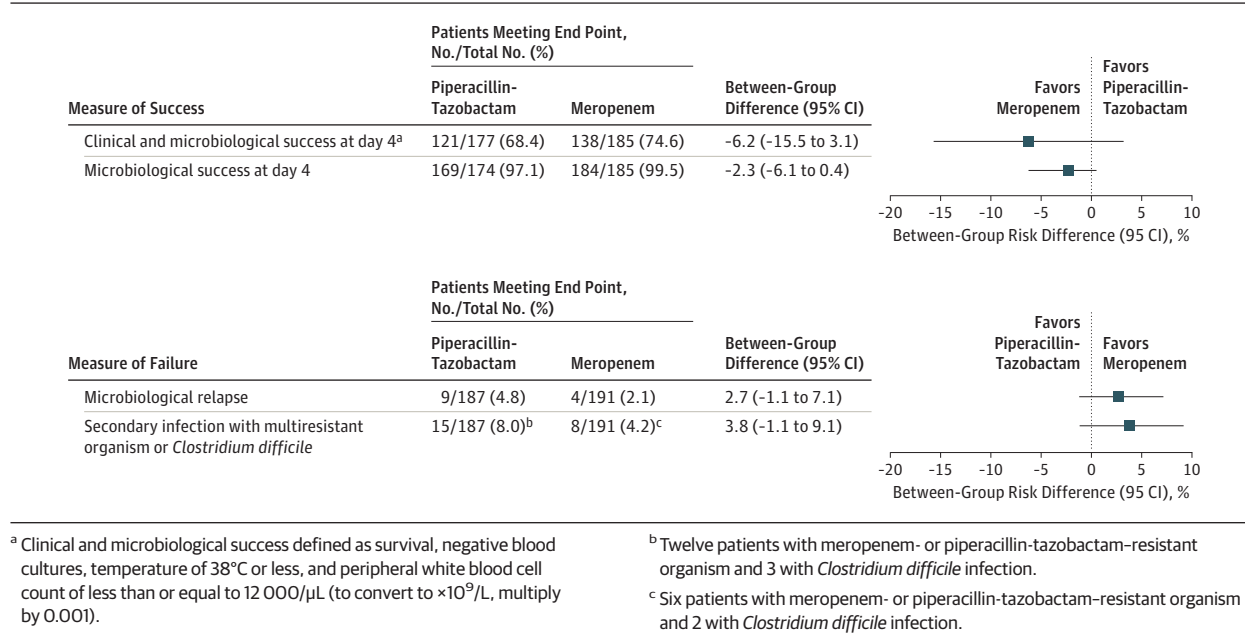 Patients Meeting End Point,
No./Total No. (%)
Measure of Success
Piperacillin-
Tazobactam
Meropenem
Between-Group
Difference (95% CI)
Favors
Meropenem
Favors
Piperacillin-
Tazobactam
Clinical and microbiological success at day 4a 121/177 (68.4) 138/185 (74.6) -6.2 (-15.5 to 3.1)
Microbiological success at day 4 169/174 (97.1) 184/185 (99.5) -2.3 (-6.1 to 0.4)
-20 -15 -10 -5 0 5 10
Between-Group Risk Difference (95 CI), %
Patients Meeting End Point,
No./Total No. (%)
Measure of Failure
Piperacillin-
Tazobactam
Meropenem
Between-Group
Difference (95% CI)
Favors
Piperacillin-
Tazobactam
Favors
Meropenem
Microbiological relapse 9/187 (4.8) 4/191 (2.1) 2.7 (-1.1 to 7.1)
Secondary infection with multiresistant 15/187 (8.0)b 8/191 (4.2)c 3.8 (-1.1 to 9.1)
organism or Clostridium difficile
-20 -15 -10 -5 0 5 10
Between-Group Risk Difference (95 CI), %
a Clinical and microbiological success defined as survival, negative blood
cultures, temperature of 38°C or less, and peripheral white blood cell
count of less than or equal to 12 000/μL (to convert to ×10⁹/L, multiply
by 0.001).
b Twelve patients with meropenem- or piperacillin-tazobactam–resistant
organism and 3 with Clostridium difficile infection.
c Six patients with meropenem- or piperacillin-tazobactam–resistant organism
and 2 with Clostridium difficile infection.